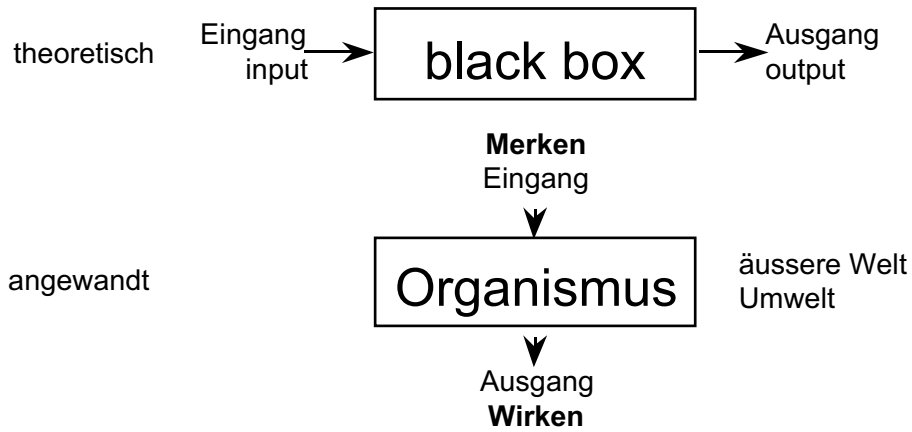 theoretisch
Eingang
input
black box
Ausgang
output
Merken
Eingang
angewandt
Organismus
äussere Welt
Umwelt
Ausgang
Wirken